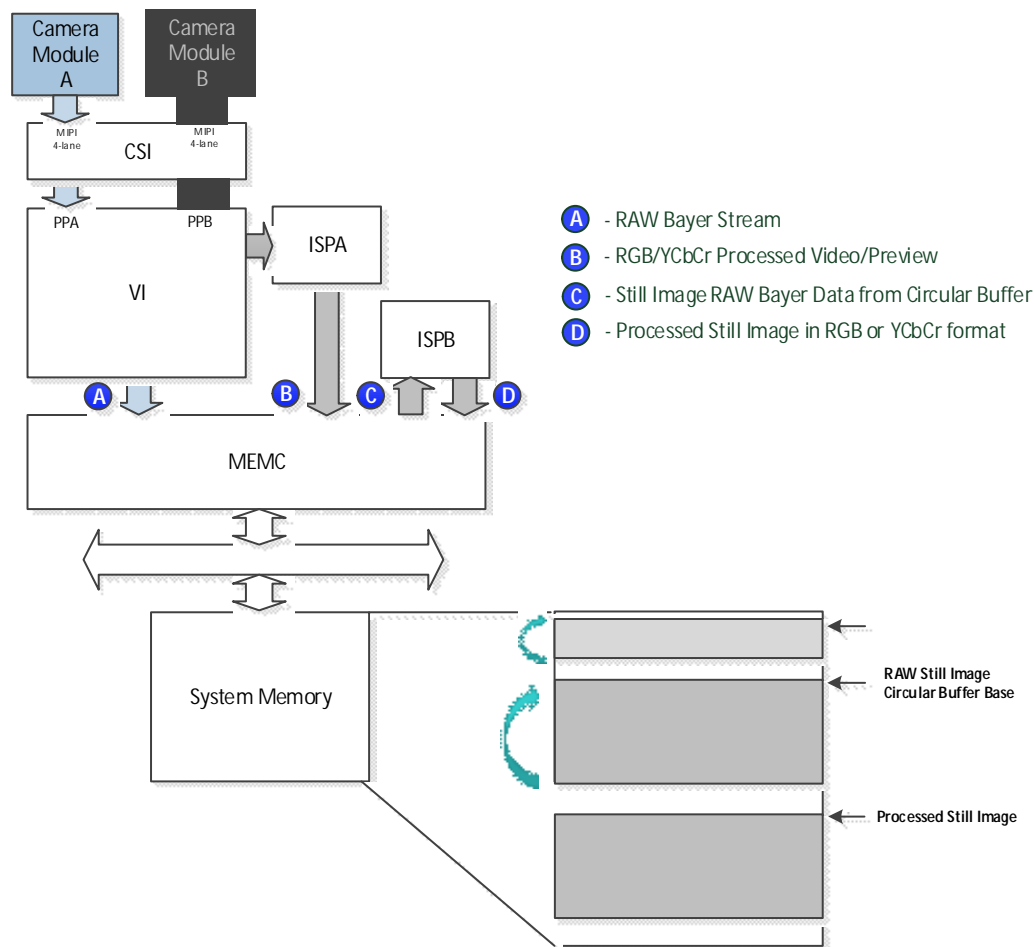 Camera
Module
A
Camera
Module
B
MIPI
4-lane
MIPI
4-lane
CSI
PPA
PPB
VI
ISPA
ISPB
A - RAW Bayer Stream
B - RGB/YCbCr Processed Video/Preview
C - Still Image RAW Bayer Data from Circular Buffer
D - Processed Still Image in RGB or YCbCr format
A
B
C
D
MEMC
System Memory
RAW Still Image
Circular Buffer Base
Processed Still Image